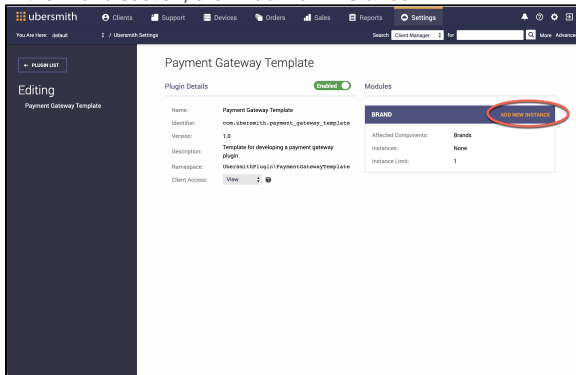 ubersmith
Clients
Support
Devices
Orders
Sales
Reports
Settings
You Are Here: default
/ Ubersmith Settings
Search
Client Manager
for
More
Advanced
← PLUGIN LIST
Editing
Payment Gateway Template
Payment Gateway Template
Plugin Details
Enabled
Name: Payment Gateway Template
Identifier: com.ubersmith.payment_gateway_template
Version: 1.0
Description: Template for developing a payment gateway
plugin.
Namespace: UbersmithPlugin\PaymentGatewayTemplate
Client Access: View
Modules
BRAND
ADD NEW INSTANCE
Affected Components: Brands
Instances: None
Instance Limit: 1